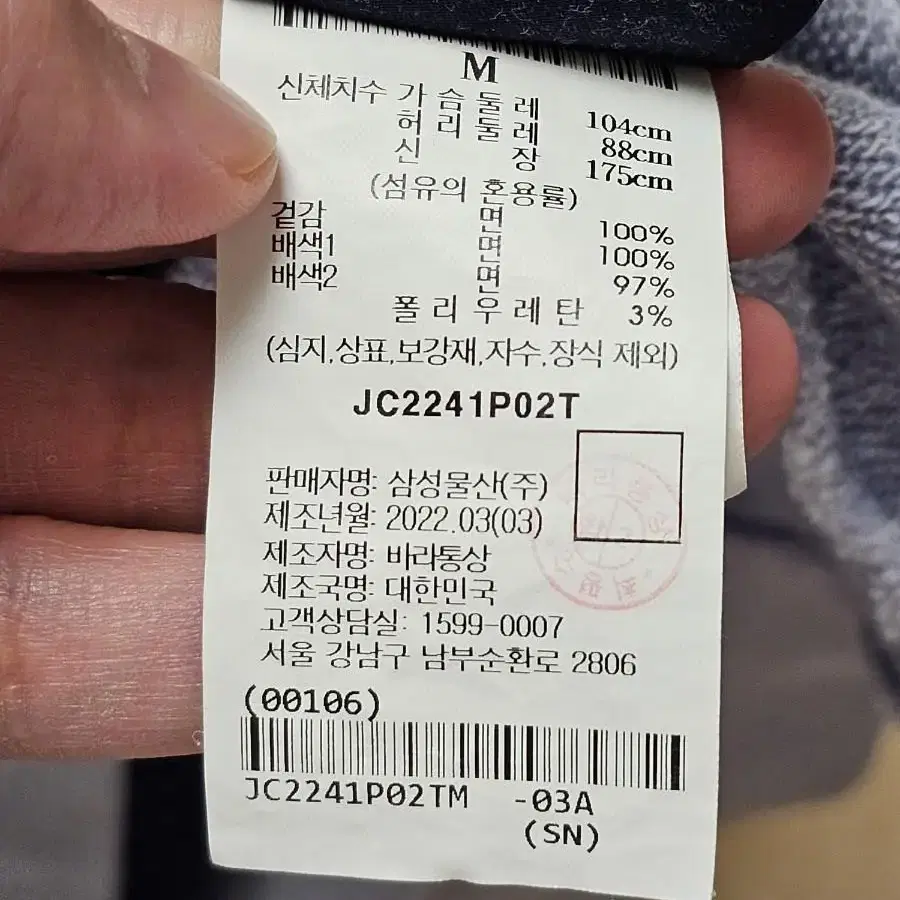 M
신체치수 가슴둘레 104cm
허리둘레 88cm
신장 175cm
(섬유의 혼용률)
겉감 면 100%
배색1 면 100%
배색2 면 97%
폴리우레탄 3%
(심지,상표,보강재,자수,장식 제외)
JC2241P02T
판매자명: 삼성물산(주)
제조년월: 2022.03(03)
제조자명: 바라통상
제조국명: 대한민국
고객상담실: 1599-0007
서울 강남구 남부순환로 2806
(00106)
JC2241P02TM -03A
(SN)